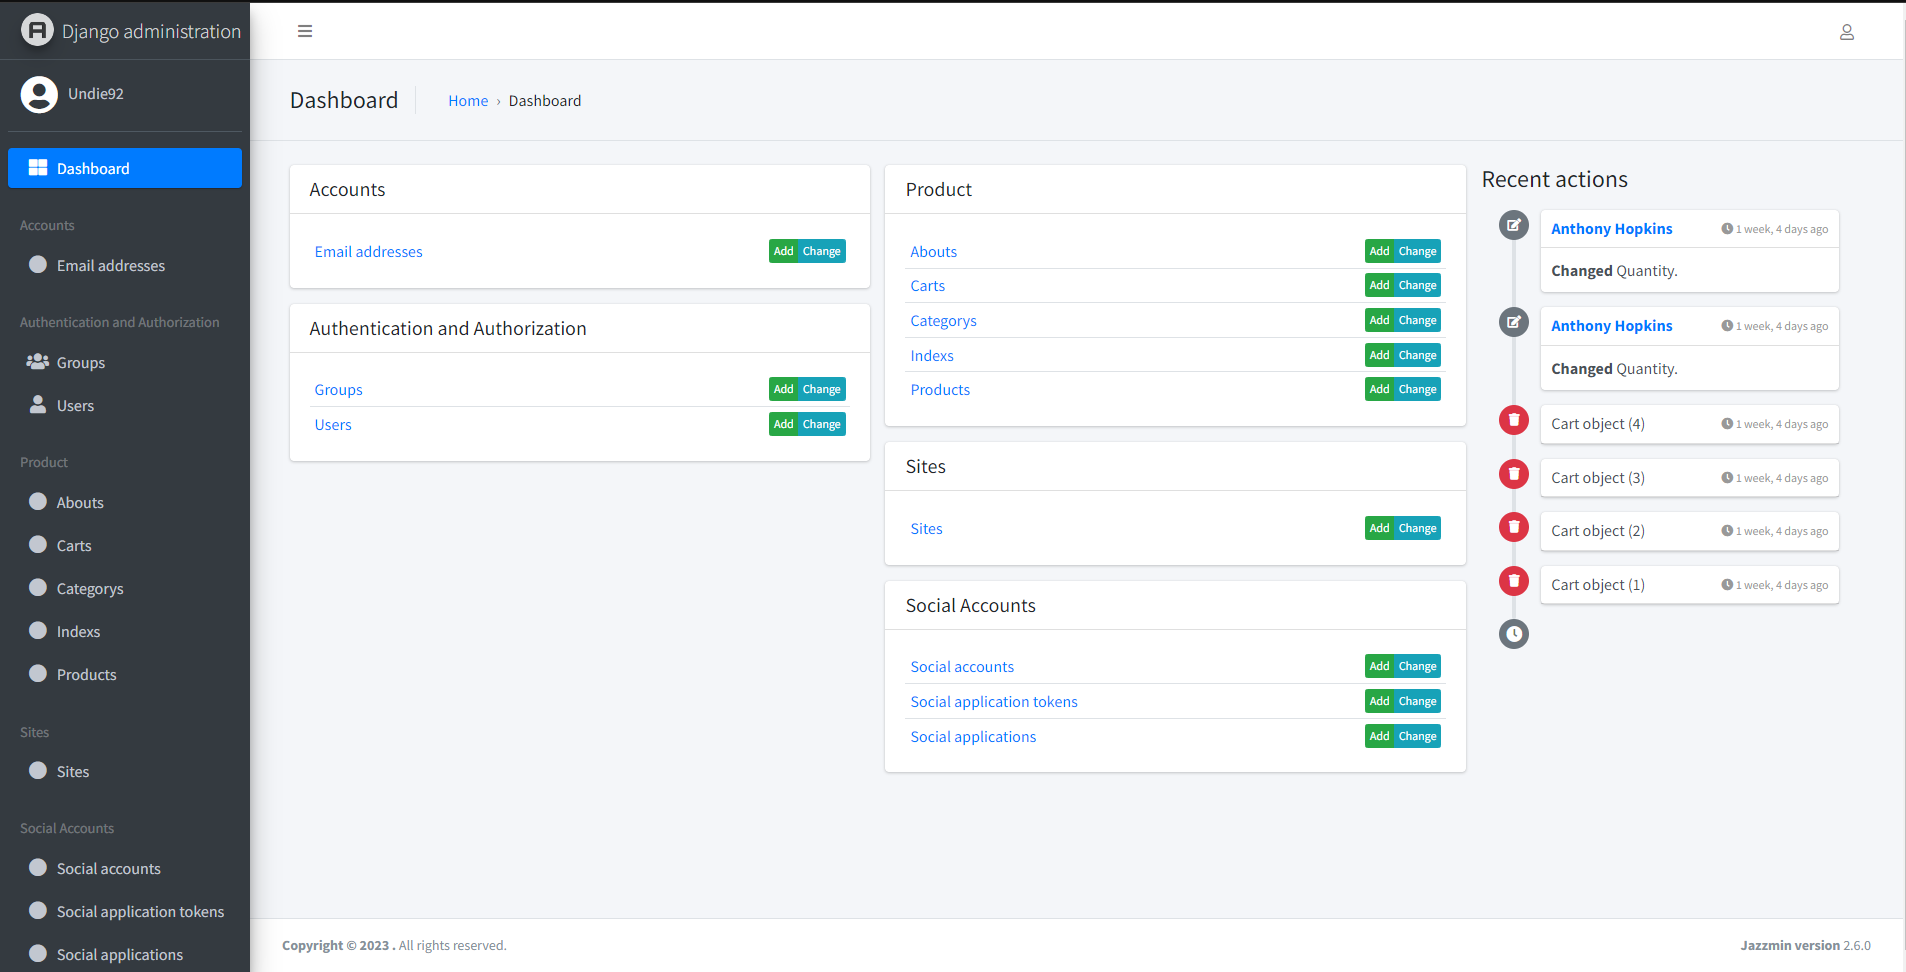 Django administration
Undie92
Dashboard
Accounts
Email addresses
Authentication and Authorization
Groups
Users
Product
Abouts
Carts
Categorys
Indexs
Products
Sites
Sites
Social Accounts
Social accounts
Social application tokens
Social applications
Dashboard
Home › Dashboard
Accounts
Email addresses Add Change
Authentication and Authorization
Groups Add Change
Users Add Change
Product
Abouts Add Change
Carts Add Change
Categorys Add Change
Indexs Add Change
Products Add Change
Sites
Sites Add Change
Social Accounts
Social accounts Add Change
Social application tokens Add Change
Social applications Add Change
Recent actions
Anthony Hopkins 1 week, 4 days ago
Changed Quantity.
Anthony Hopkins 1 week, 4 days ago
Changed Quantity.
Cart object (4) 1 week, 4 days ago
Cart object (3) 1 week, 4 days ago
Cart object (2) 1 week, 4 days ago
Cart object (1) 1 week, 4 days ago
Copyright © 2023 . All rights reserved.
Jazzmin version 2.6.0